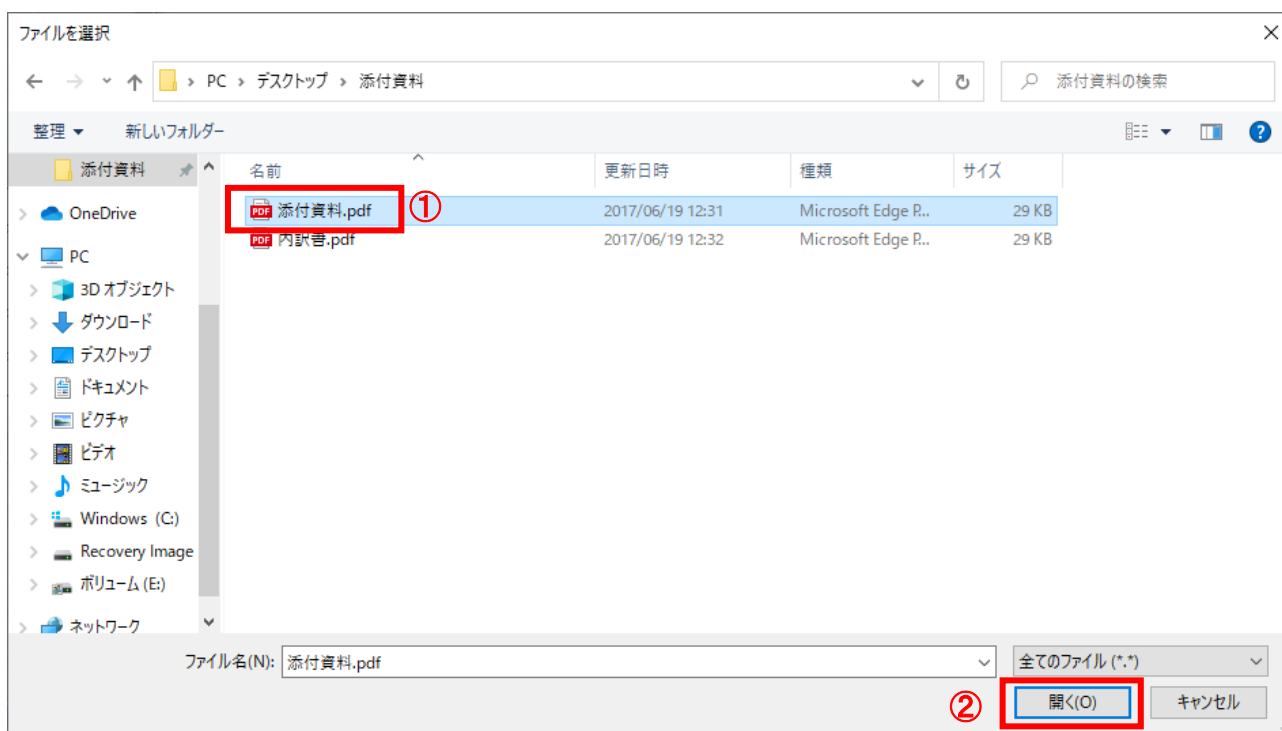 ファイルを選択
PC › デスクトップ › 添付資料
添付資料の検索
整理
新しいフォルダー
添付資料
OneDrive
PC
3D オブジェクト
ダウンロード
デスクトップ
ドキュメント
ピクチャ
ビデオ
ミュージック
Windows (C:)
Recovery Image
ボリューム (E:)
ネットワーク
名前 更新日時 種類 サイズ
PDF 添付資料.pdf ① 2017/06/19 12:31 Microsoft Edge P... 29 KB
PDF 内訳書.pdf 2017/06/19 12:32 Microsoft Edge P... 29 KB
ファイル名(N): 添付資料.pdf 全てのファイル (*.*)
② 開く(O) キャンセル